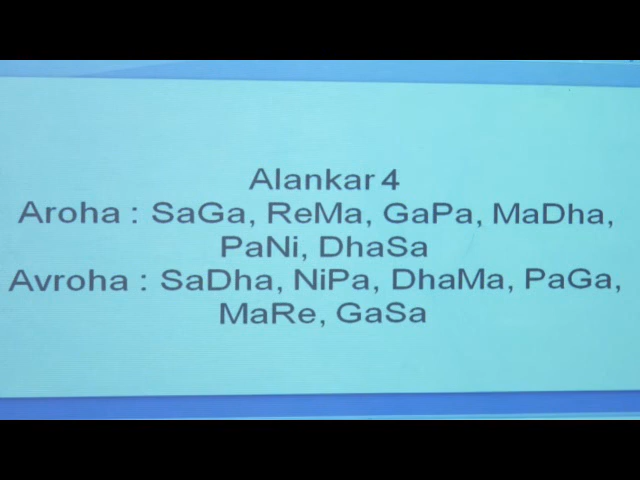 Alankar 4
Aroha : SaGa, ReMa, GaPa, MaDha,
PaNi, DhaSa
Avroha : SaDha, NiPa, DhaMa, PaGa,
MaRe, GaSa